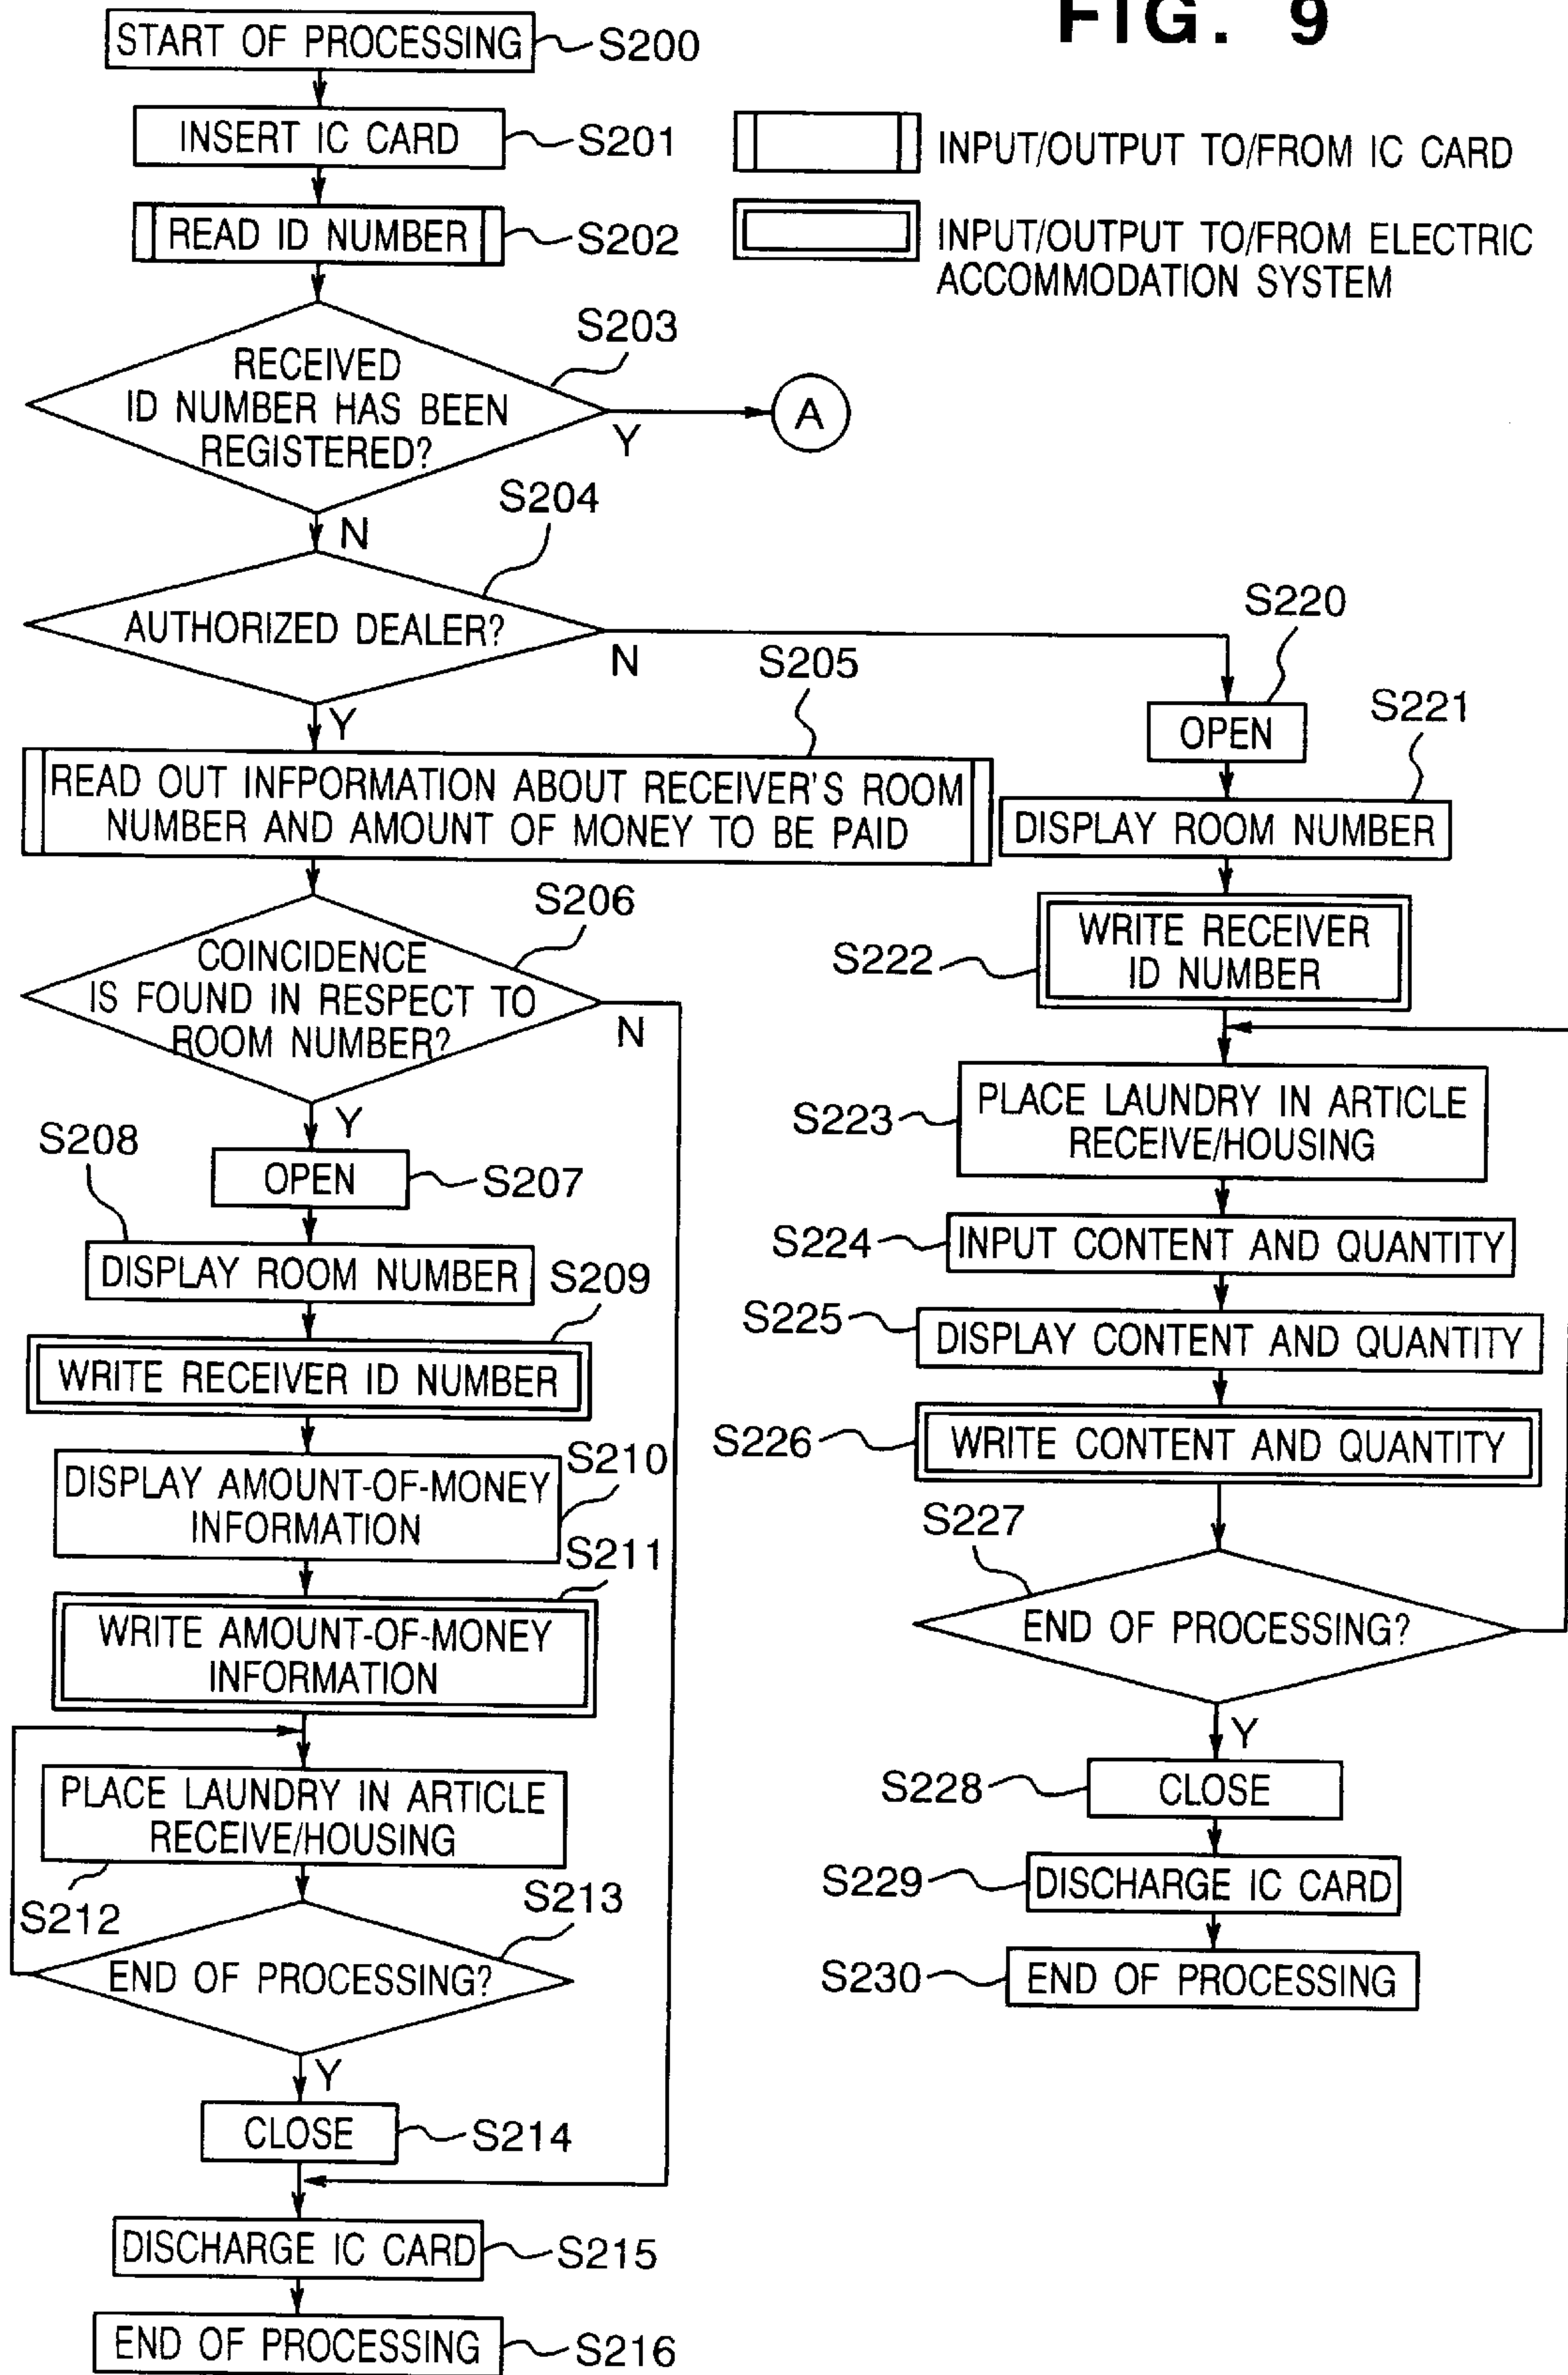 FIG. 9
START OF PROCESSING
S200
INSERT IC CARD
S201
READ ID NUMBER
S202
INPUT/OUTPUT TO/FROM IC CARD
INPUT/OUTPUT TO/FROM ELECTRIC
ACCOMMODATION SYSTEM
S203
RECEIVED
ID NUMBER HAS BEEN
REGISTERED?
Y
A
N
S204
AUTHORIZED DEALER?
N
Y
S205
READ OUT INFPORMATION ABOUT RECEIVER'S ROOM
NUMBER AND AMOUNT OF MONEY TO BE PAID
S206
COINCIDENCE
IS FOUND IN RESPECT TO
ROOM NUMBER?
N
Y
OPEN
S207
S208
DISPLAY ROOM NUMBER
S209
WRITE RECEIVER ID NUMBER
S210
DISPLAY AMOUNT-OF-MONEY
INFORMATION
S211
WRITE AMOUNT-OF-MONEY
INFORMATION
PLACE LAUNDRY IN ARTICLE
RECEIVE/HOUSING
S212
S213
END OF PROCESSING?
Y
CLOSE
S214
DISCHARGE IC CARD
S215
END OF PROCESSING
S216
S220
OPEN
S221
DISPLAY ROOM NUMBER
S222
WRITE RECEIVER
ID NUMBER
S223
PLACE LAUNDRY IN ARTICLE
RECEIVE/HOUSING
S224
INPUT CONTENT AND QUANTITY
S225
DISPLAY CONTENT AND QUANTITY
S226
WRITE CONTENT AND QUANTITY
S227
END OF PROCESSING?
Y
S228
CLOSE
S229
DISCHARGE IC CARD
S230
END OF PROCESSING